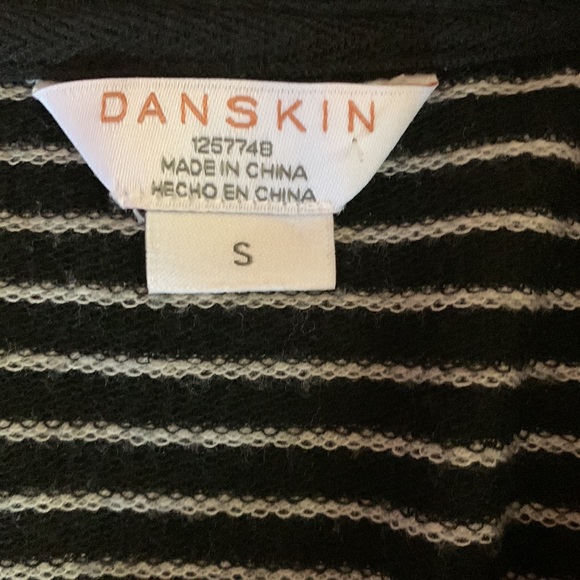 DANSKIN
1257748
MADE IN CHINA
HECHO EN CHINA
S